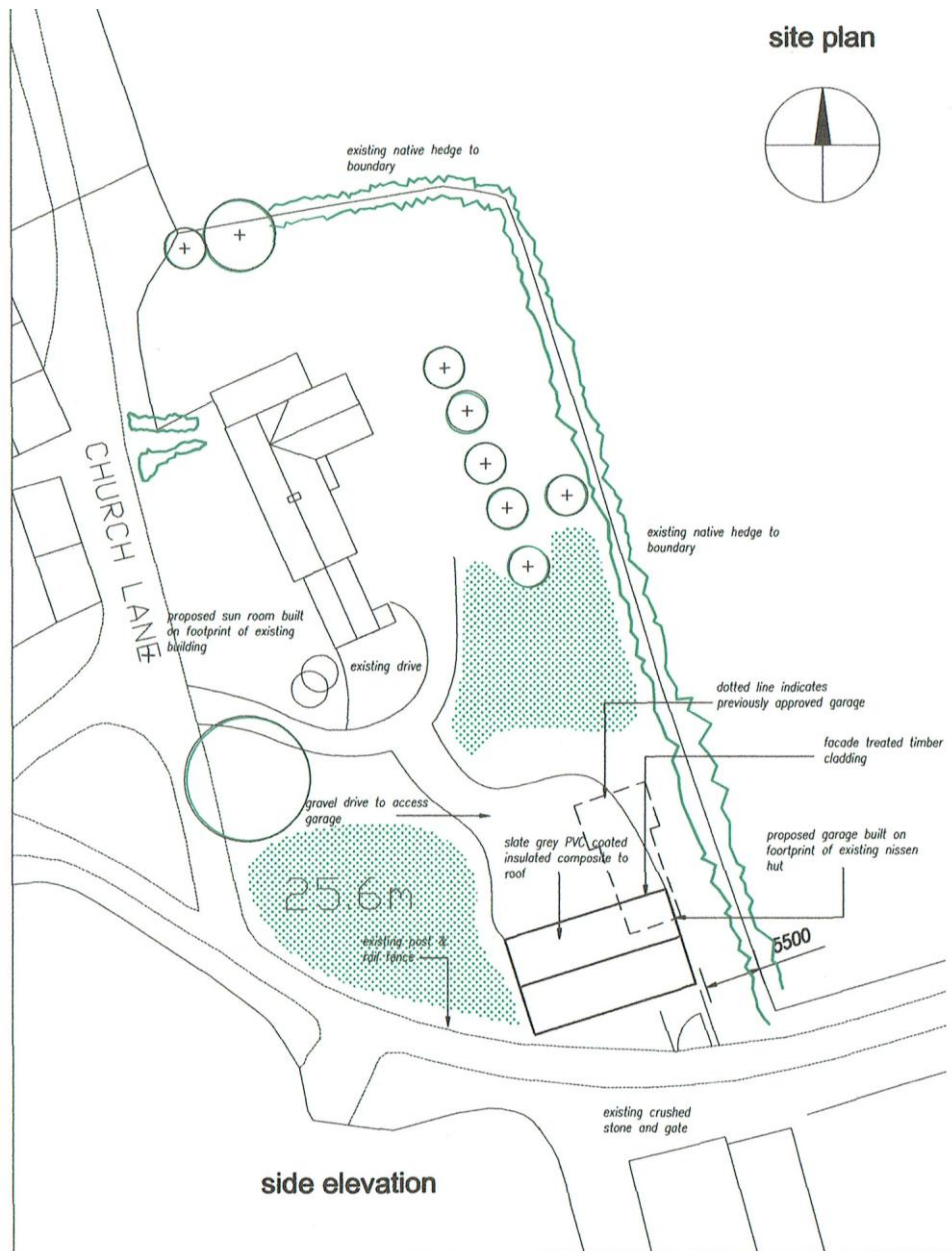 site plan
existing native hedge to
boundary
CHURCH LANE
existing native hedge to
boundary
proposed sun room built
on footprint of existing
building
existing drive
dotted line indicates
previously approved garage
facade treated timber
cladding
gravel drive to access
garage
slate grey PVC coated
insulated composite to
roof
proposed garage built on
foortprint of existing nissen
hut
25.6m
existing post &
rail fence
5500
existing crushed
stone and gate
side elevation